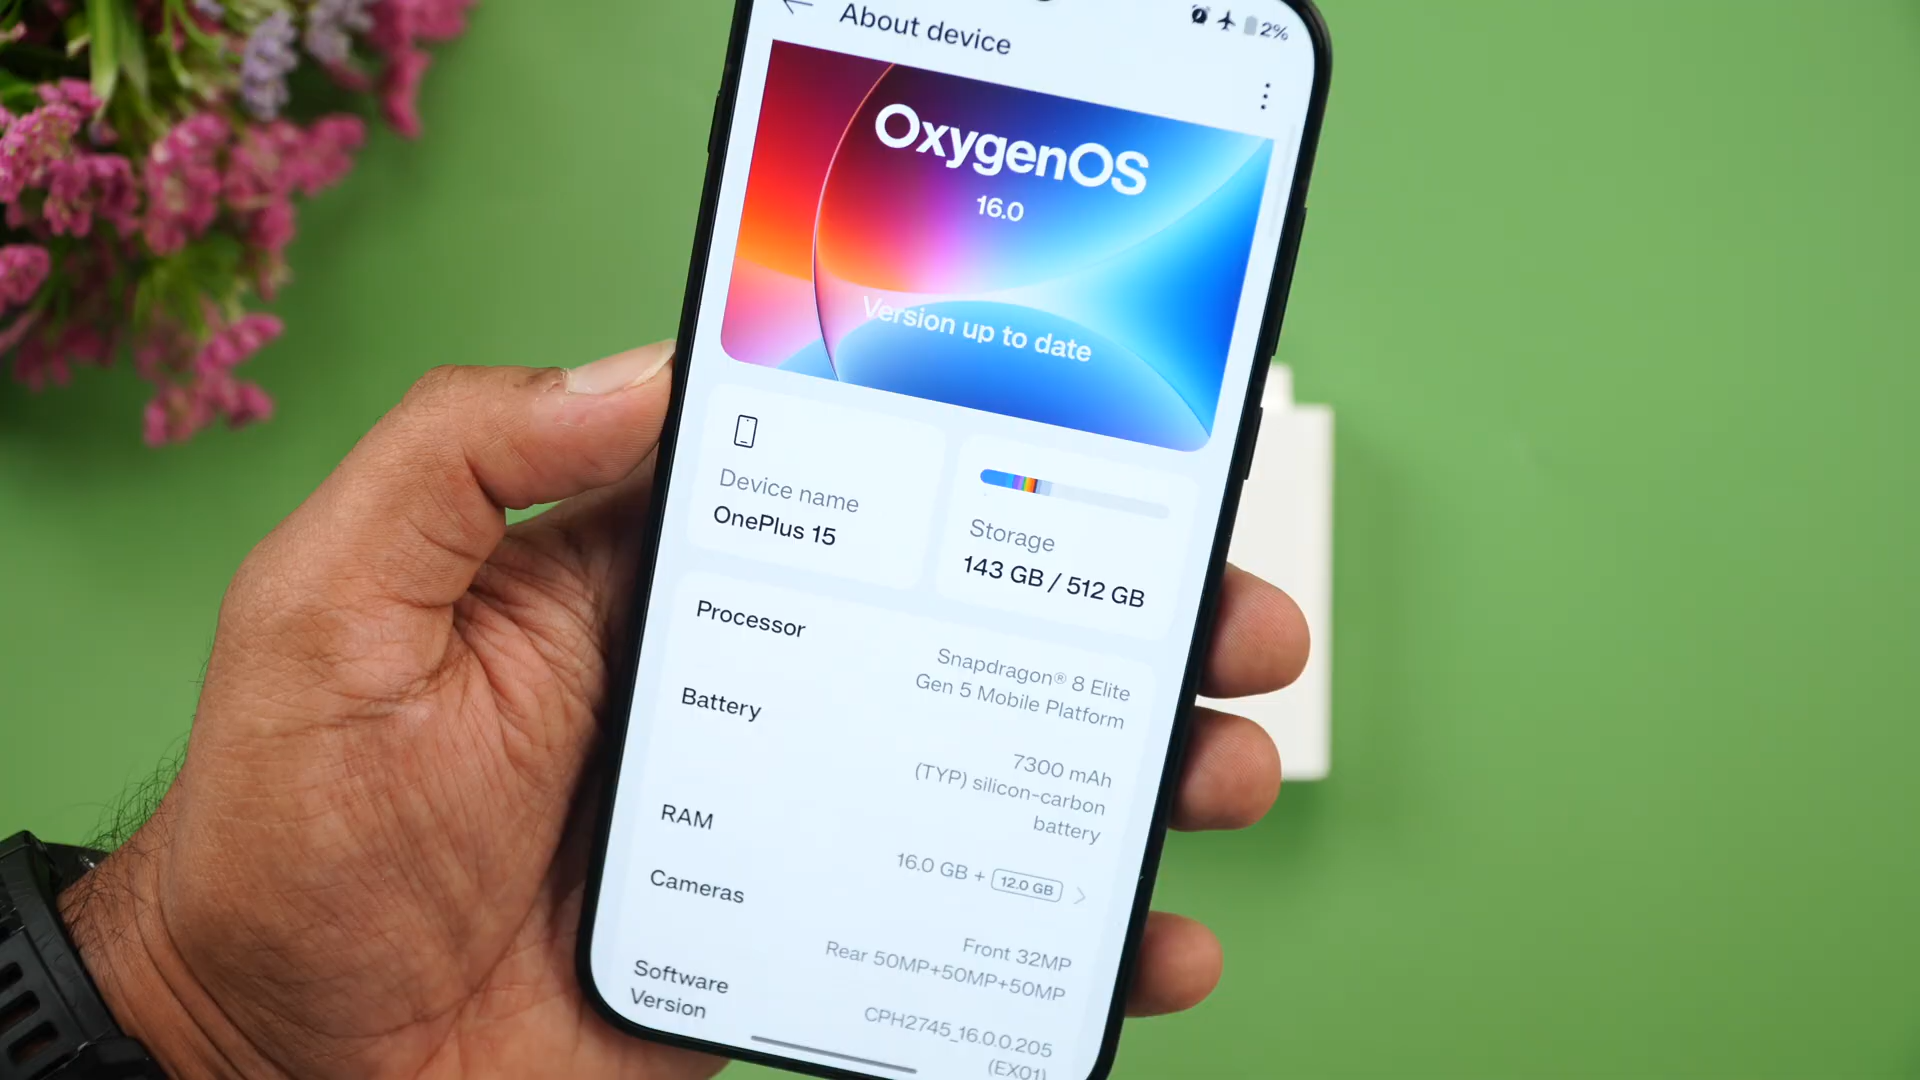 About device
2%
OxygenOS
16.0
Version up to date
Device name
OnePlus 15
Storage
143 GB / 512 GB
Processor
Snapdragon® 8 Elite
Gen 5 Mobile Platform
Battery
7300 mAh
(TYP) silicon-carbon
battery
RAM
16.0 GB + 12.0 GB
Cameras
Front 32MP
Rear 50MP+50MP+50MP
Software
Version
CPH2745_16.0.0.205
(EX01)